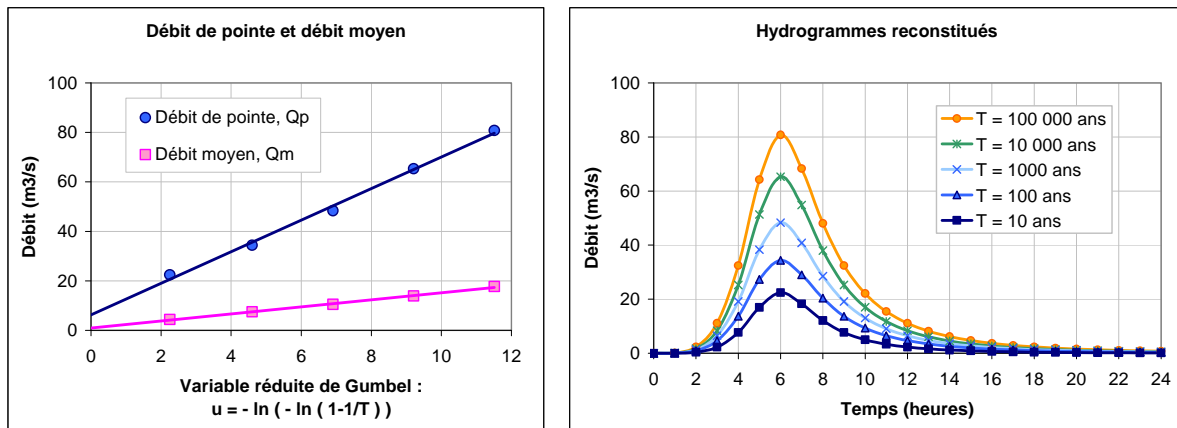 Débit de pointe et débit moyen
100
80
60
40
20
0
Débit (m3/s)
Débit de pointe, Qp
Débit moyen, Qm
0 2 4 6 8 10 12
Variable réduite de Gumbel :
u = - ln ( - ln ( 1-1/T ) )
Hydrogrammes reconstitués
100
80
60
40
20
0
Débit (m3/s)
T = 100 000 ans
T = 10 000 ans
T = 1000 ans
T = 100 ans
T = 10 ans
0 2 4 6 8 10 12 14 16 18 20 22 24
Temps (heures)